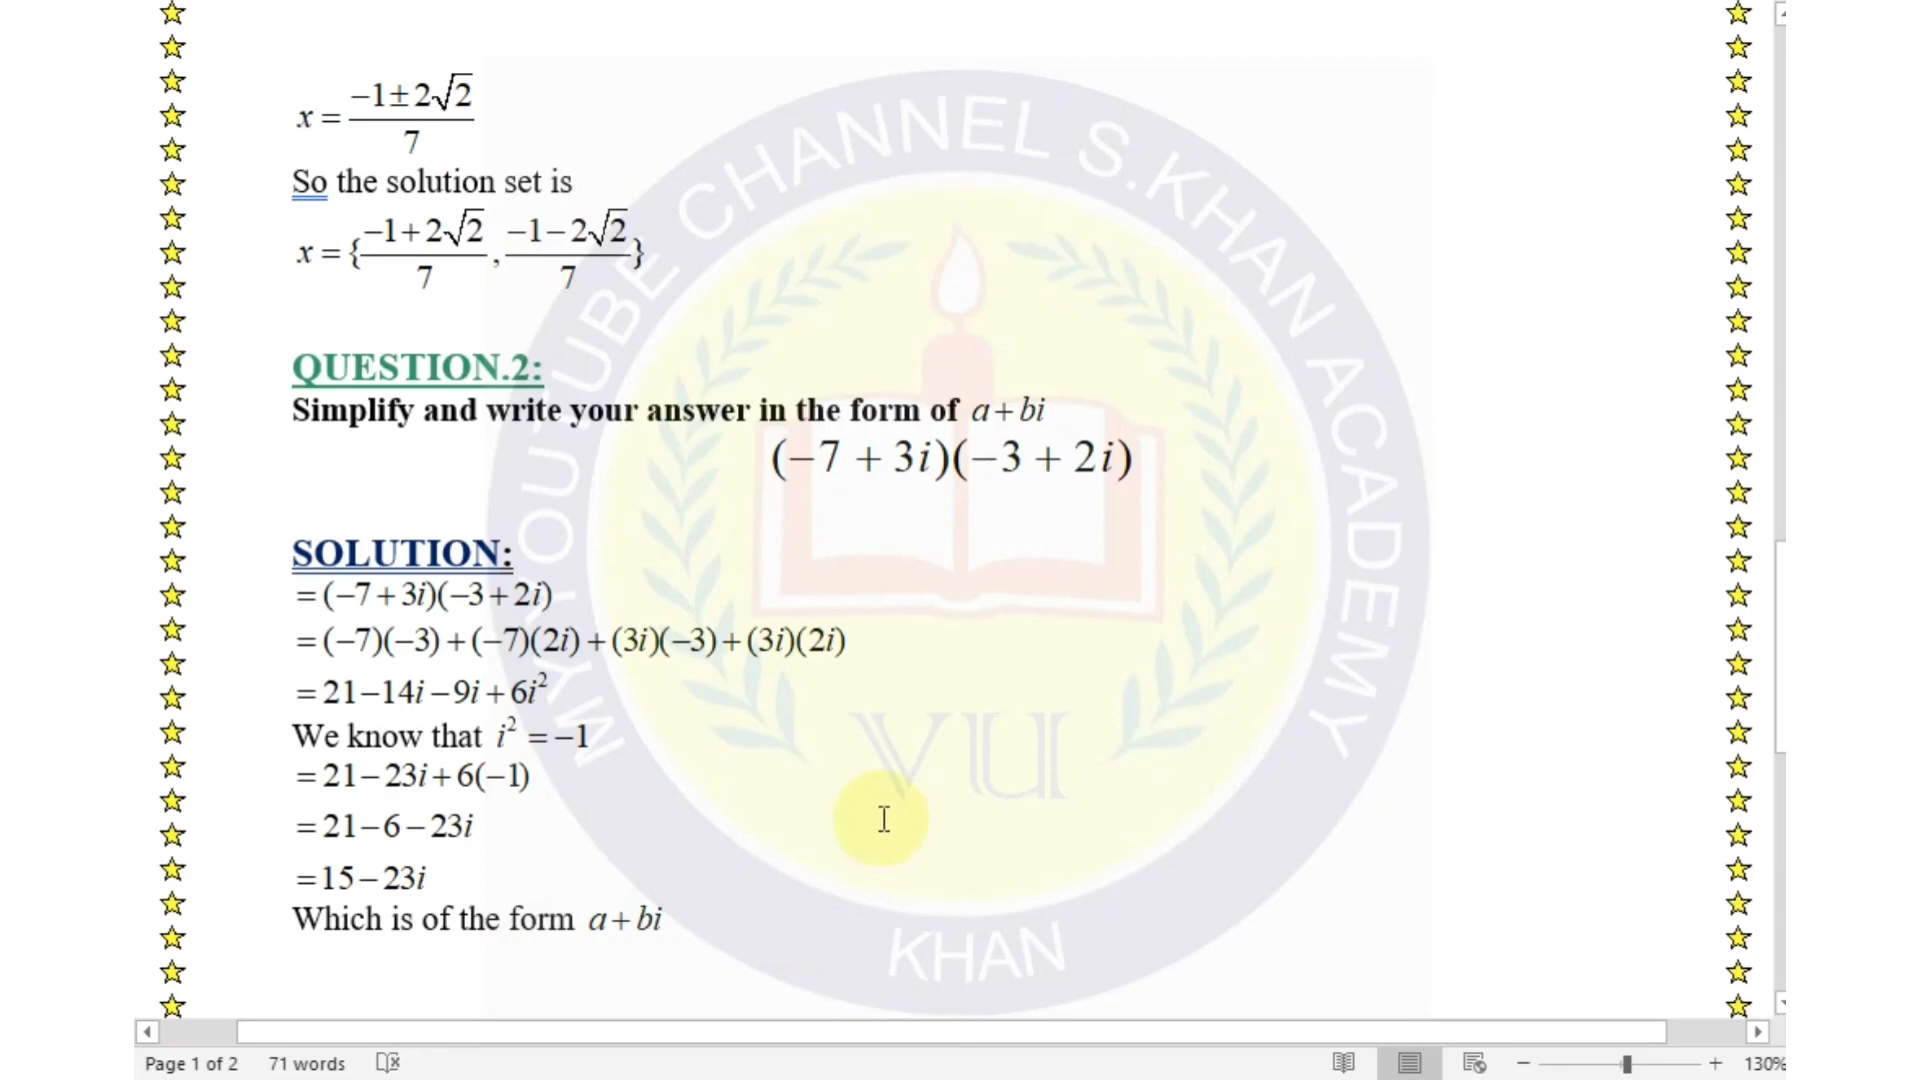 x = \frac{-1 ± 2√2}{7}
So the solution set is
x = {\frac{-1 + 2√2}{7}, \frac{-1 - 2√2}{7}}
QUESTION.2:
Simplify and write your answer in the form of a + bi
(−7 + 3i)(−3 + 2i)
SOLUTION:
= (−7 + 3i)(−3 + 2i)
= (−7)(−3) + (−7)(2i) + (3i)(−3) + (3i)(2i)
= 21 − 14i − 9i + 6i²
We know that i² = −1
= 21 − 23i + 6(−1)
= 21 − 6 − 23i
= 15 − 23i
Which is of the form a + bi
MY YOUTUBE CHANNEL S.KHAN ACADEMY
VU
KHAN
Page 1 of 2 71 words 130%